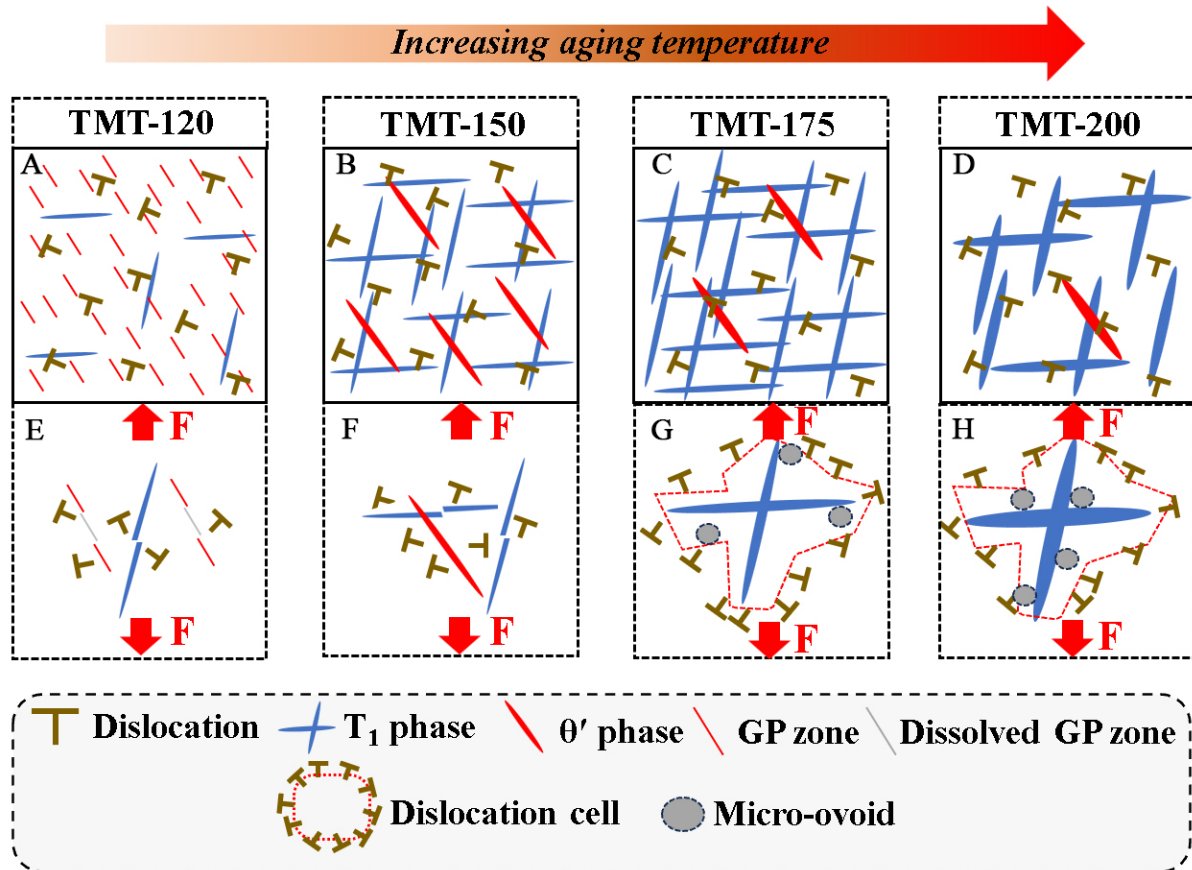 Increasing aging temperature
TMT-120 TMT-150 TMT-175 TMT-200
A B C D
E F F F G F H F
F F F F
Dislocation T₁ phase θ′ phase GP zone Dissolved GP zone
Dislocation cell Micro-ovoid